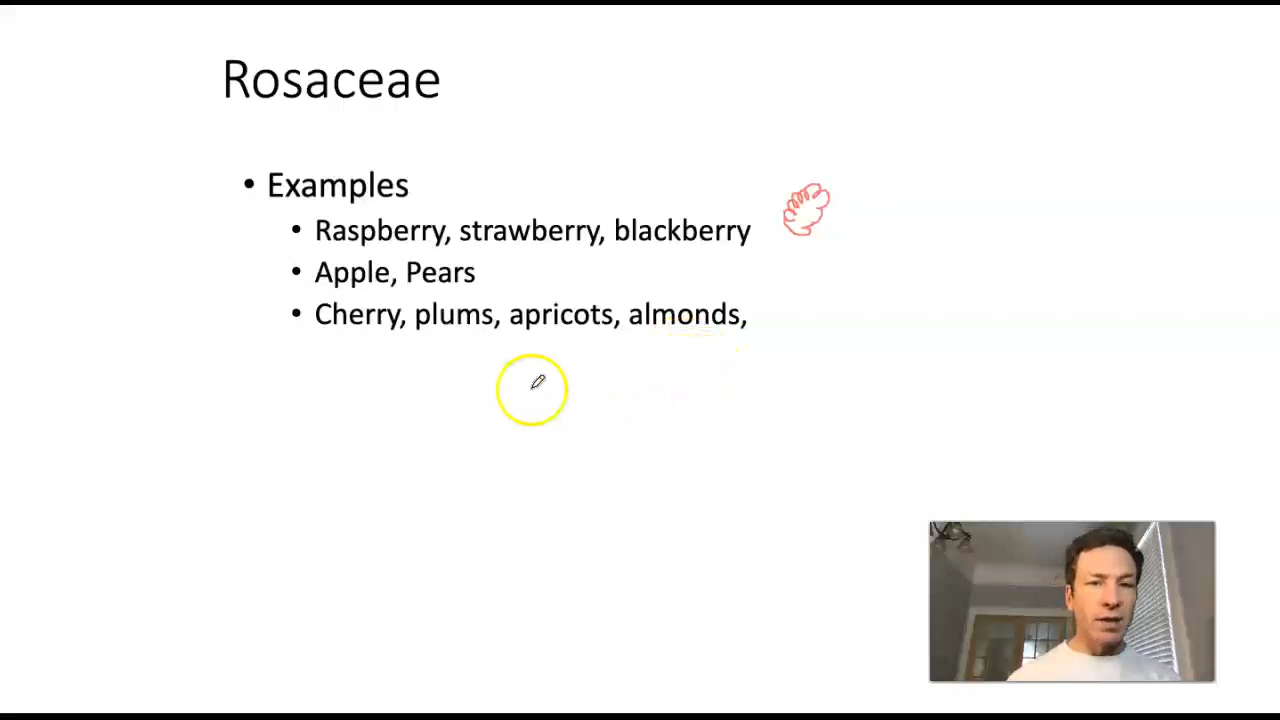 Rosaceae
• Examples
• Raspberry, strawberry, blackberry
• Apple, Pears
• Cherry, plums, apricots, almonds,